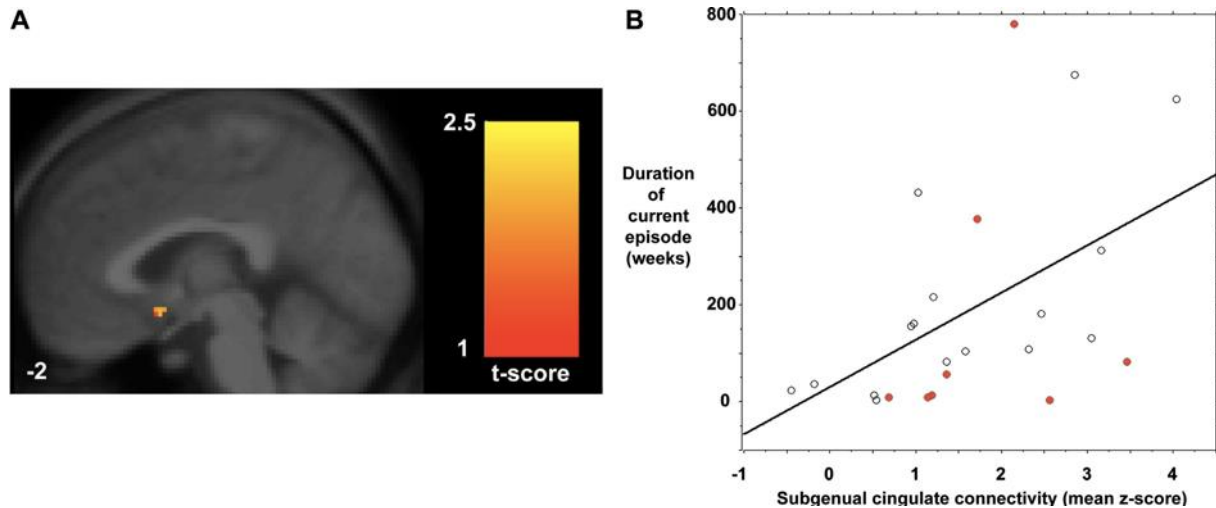 A
2.5
1
t-score
-2
B
800
600
400
200
0
Duration
of
current
episode
(weeks)
-1 0 1 2 3 4
Subgenual cingulate connectivity (mean z-score)